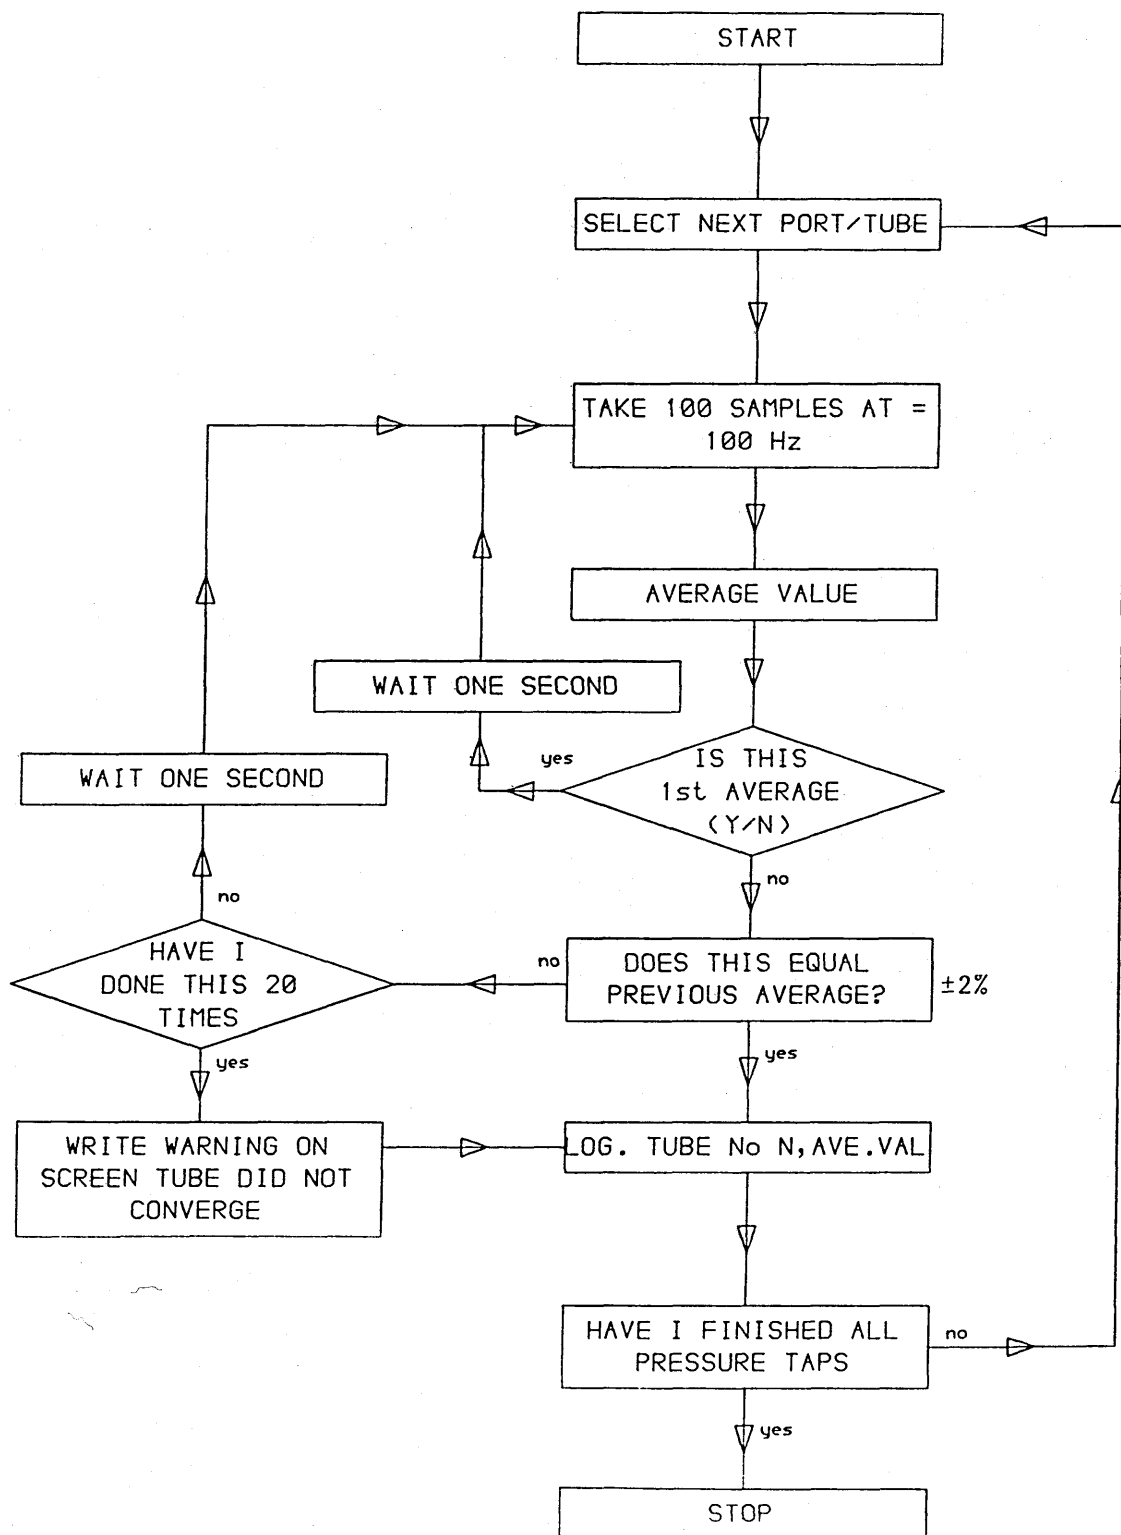 START
SELECT NEXT PORT/TUBE
TAKE 100 SAMPLES AT =
100 Hz
AVERAGE VALUE
WAIT ONE SECOND
WAIT ONE SECOND
yes
IS THIS
1st AVERAGE
(Y/N)
no
no
HAVE I
DONE THIS 20
TIMES
no
DOES THIS EQUAL
PREVIOUS AVERAGE?
±2%
yes
yes
WRITE WARNING ON
SCREEN TUBE DID NOT
CONVERGE
LOG. TUBE No N,AVE.VAL
HAVE I FINISHED ALL
PRESSURE TAPS
no
yes
STOP